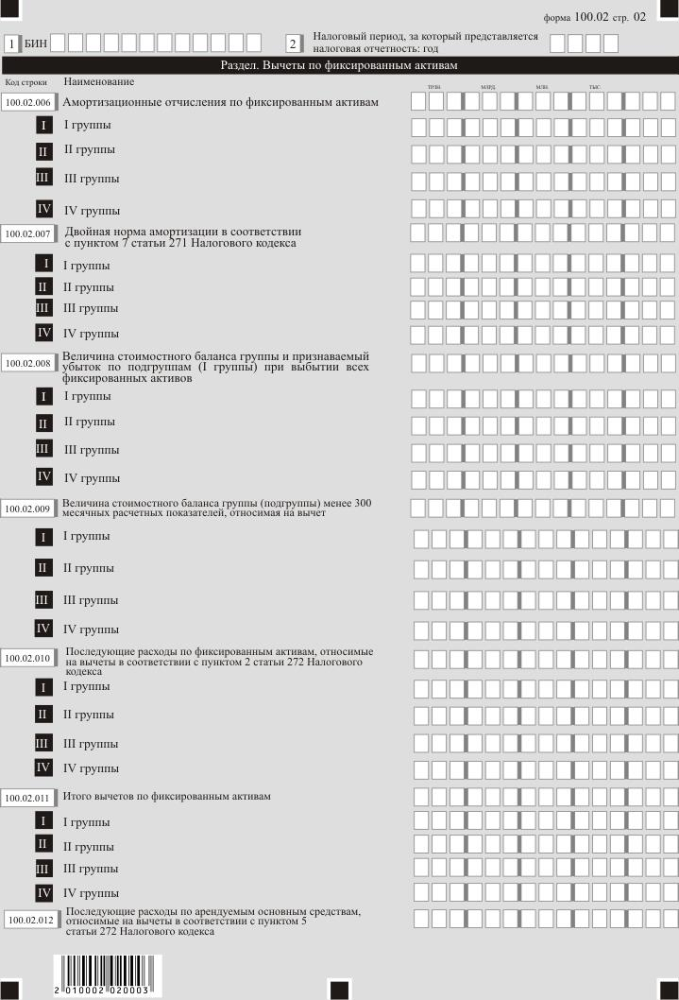 форма 100.02 стр. 02
1 БИН 2 Налоговый период, за который представляется
налоговая отчетность: год
Раздел. Вычеты по фиксированным активам
Код строки Наименование
ТРЛН. МЛРД. МЛН. ТЫС.
100.02.006 Амортизационные отчисления по фиксированным активам
I I группы
II II группы
III III группы
IV IV группы
100.02.007 Двойная норма амортизации в соответствии
с пунктом 7 статьи 271 Налогового кодекса
I I группы
II II группы
III III группы
IV IV группы
100.02.008 Величина стоимостного баланса группы и признаваемый
убыток по подгруппам (I группы) при выбытии всех
фиксированных активов
I I группы
II II группы
III III группы
IV IV группы
100.02.009 Величина стоимостного баланса группы (подгруппы) менее 300
месячных расчетных показателей, относимая на вычет
I I группы
II II группы
III III группы
IV IV группы
100.02.010 Последующие расходы по фиксированным активам, относимые
на вычеты в соответствии с пунктом 2 статьи 272 Налогового
кодекса
I I группы
II II группы
III III группы
IV IV группы
100.02.011 Итого вычетов по фиксированным активам
I I группы
II II группы
III III группы
IV IV группы
100.02.012 Последующие расходы по арендуемым основным средствам,
относимые на вычеты в соответствии с пунктом 5
статьи 272 Налогового кодекса
2 010002 020003